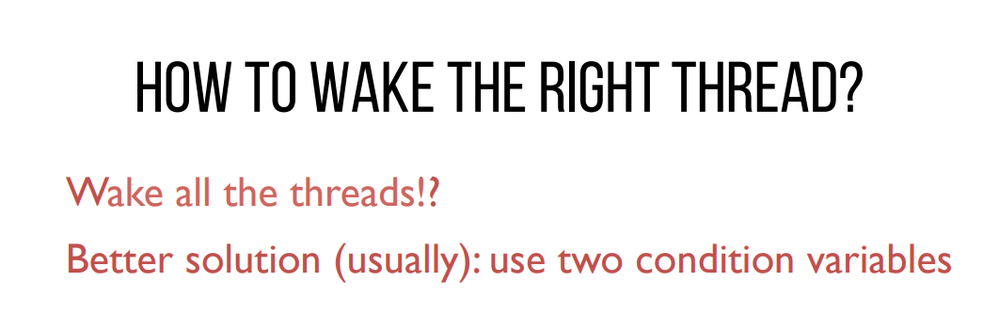 HOW TO WAKE THE RIGHT THREAD?
Wake all the threads!?
Better solution (usually): use two condition variables